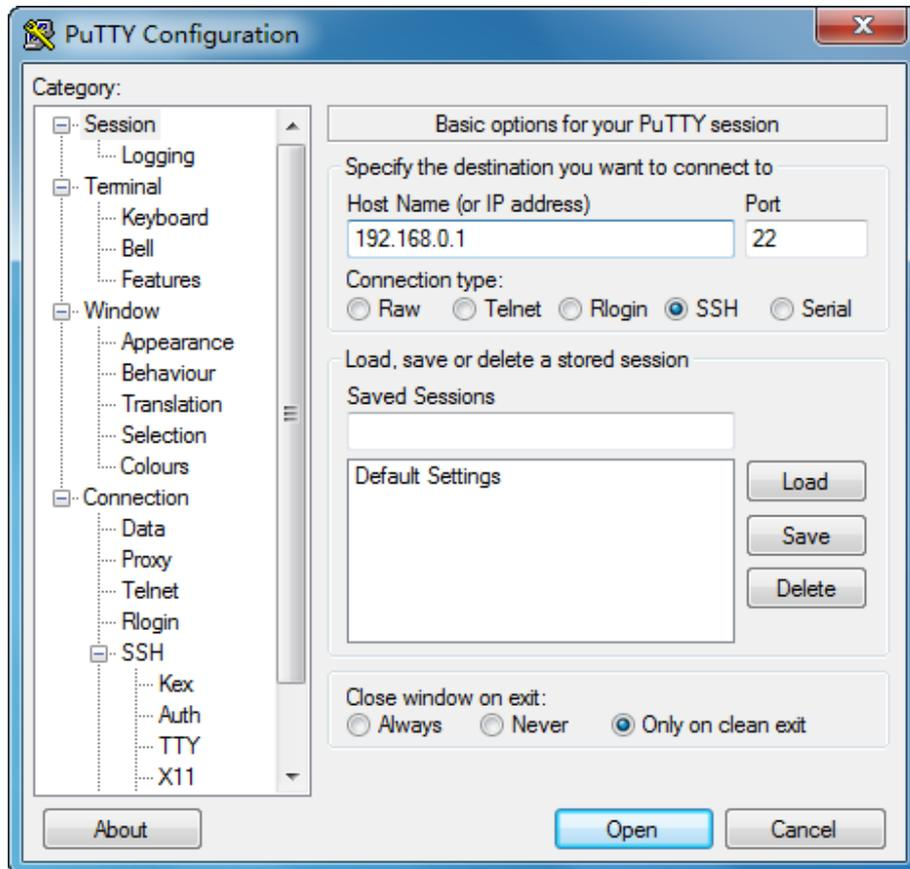 PuTTY Configuration
X
Category:
Session
Logging
Terminal
Keyboard
Bell
Features
Window
Appearance
Behaviour
Translation
Selection
Colours
Connection
Data
Proxy
Telnet
Rlogin
SSH
Kex
Auth
TTY
X11
Basic options for your PuTTY session
Specify the destination you want to connect to
Host Name (or IP address) Port
192.168.0.1 22
Connection type:
Raw Telnet Rlogin SSH Serial
Load, save or delete a stored session
Saved Sessions
Default Settings
Load
Save
Delete
Close window on exit:
Always Never Only on clean exit
About Open Cancel